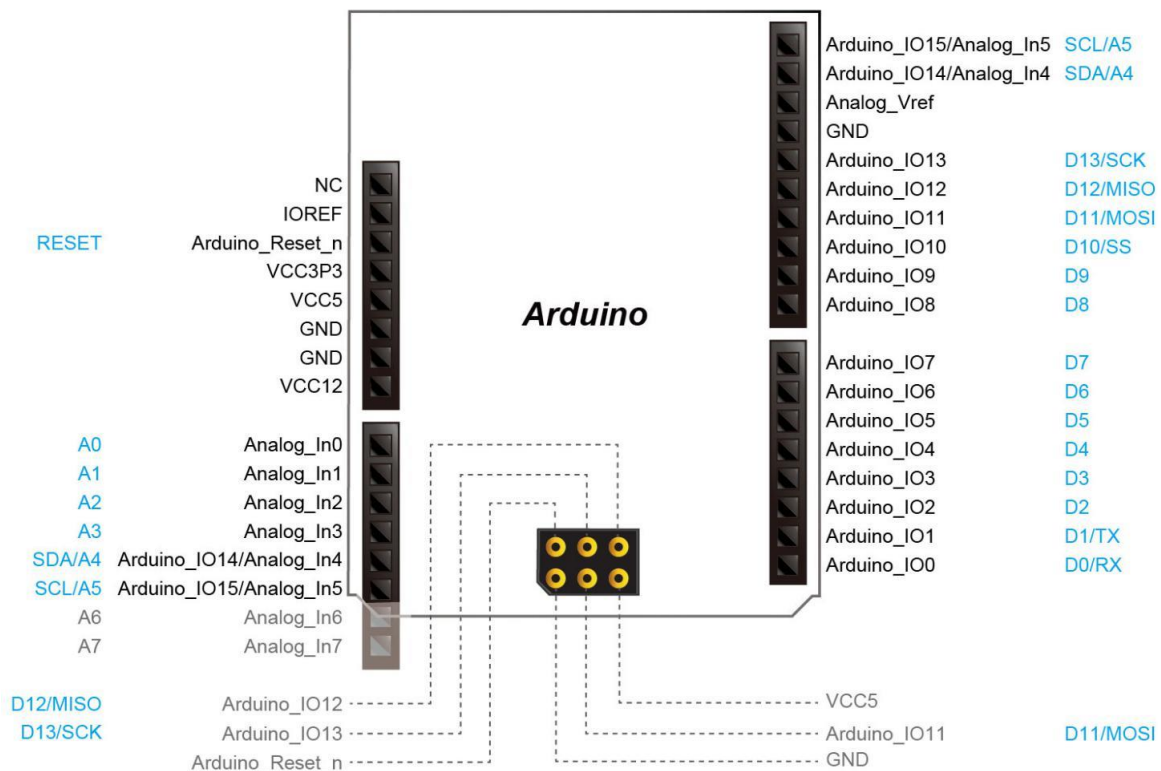 Arduino_IO15/Analog_In5 SCL/A5
Arduino_IO14/Analog_In4 SDA/A4
Analog_Vref
GND
Arduino_IO13 D13/SCK
Arduino_IO12 D12/MISO
Arduino_IO11 D11/MOSI
Arduino_IO10 D10/SS
Arduino_IO9 D9
Arduino_IO8 D8
NC
IOREF
RESET Arduino_Reset_n
VCC3P3
VCC5
GND
GND
VCC12
Arduino
Arduino_IO7 D7
Arduino_IO6 D6
Arduino_IO5 D5
Arduino_IO4 D4
Arduino_IO3 D3
Arduino_IO2 D2
Arduino_IO1 D1/TX
Arduino_IO0 D0/RX
A0 Analog_In0
A1 Analog_In1
A2 Analog_In2
A3 Analog_In3
SDA/A4 Arduino_IO14/Analog_In4
SCL/A5 Arduino_IO15/Analog_In5
A6 Analog_In6
A7 Analog_In7
D12/MISO Arduino_IO12
D13/SCK Arduino_IO13
Arduino_Reset_n
VCC5
Arduino_IO11 D11/MOSI
GND